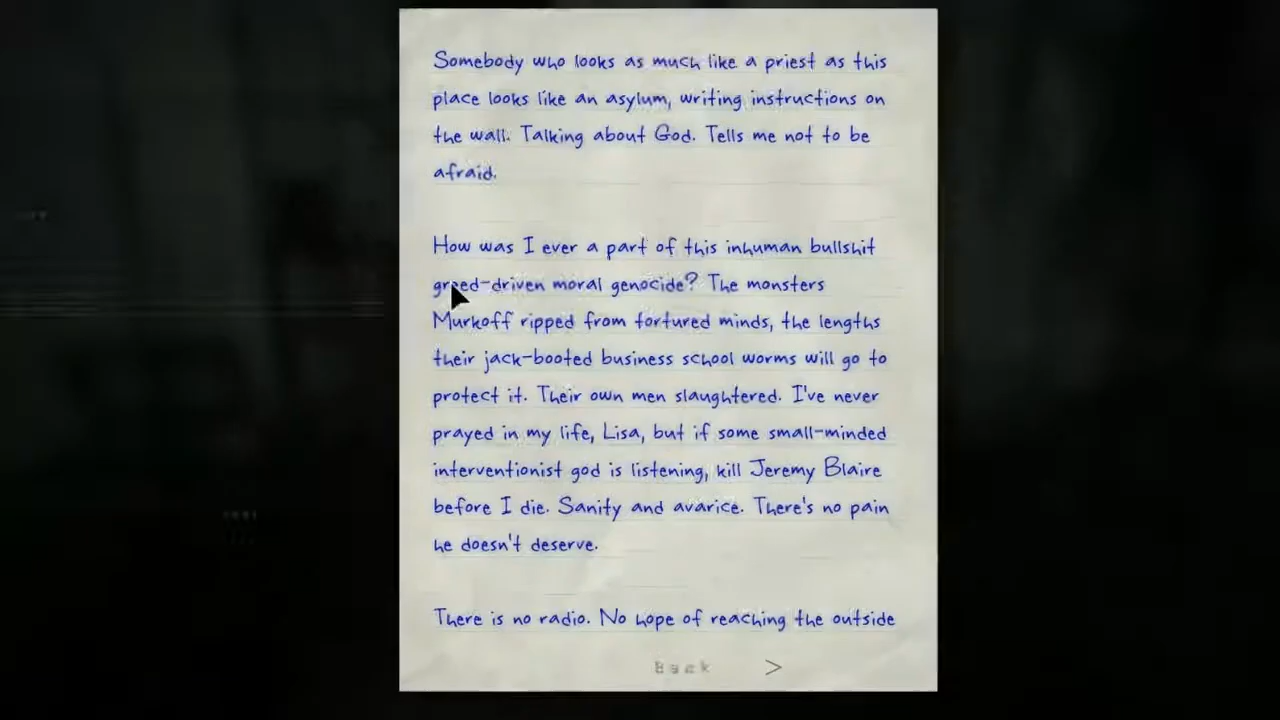 Somebody who looks as much like a priest as this
place looks like an asylum, writing instructions on
the wall. Talking about God. Tells me not to be
afraid.
How was I ever a part of this inhuman bullshit
greed-driven moral genocide? The monsters
Murkoff ripped from tortured minds, the lengths
their jack-booted business school worms will go to
protect it. Their own men slaughtered. I've never
prayed in my life, Lisa, but if some small-minded
interventionist god is listening, kill Jeremy Blaire
before I die. Sanity and avarice. There's no pain
he doesn't deserve.
There is no radio. No hope of reaching the outside
Back >